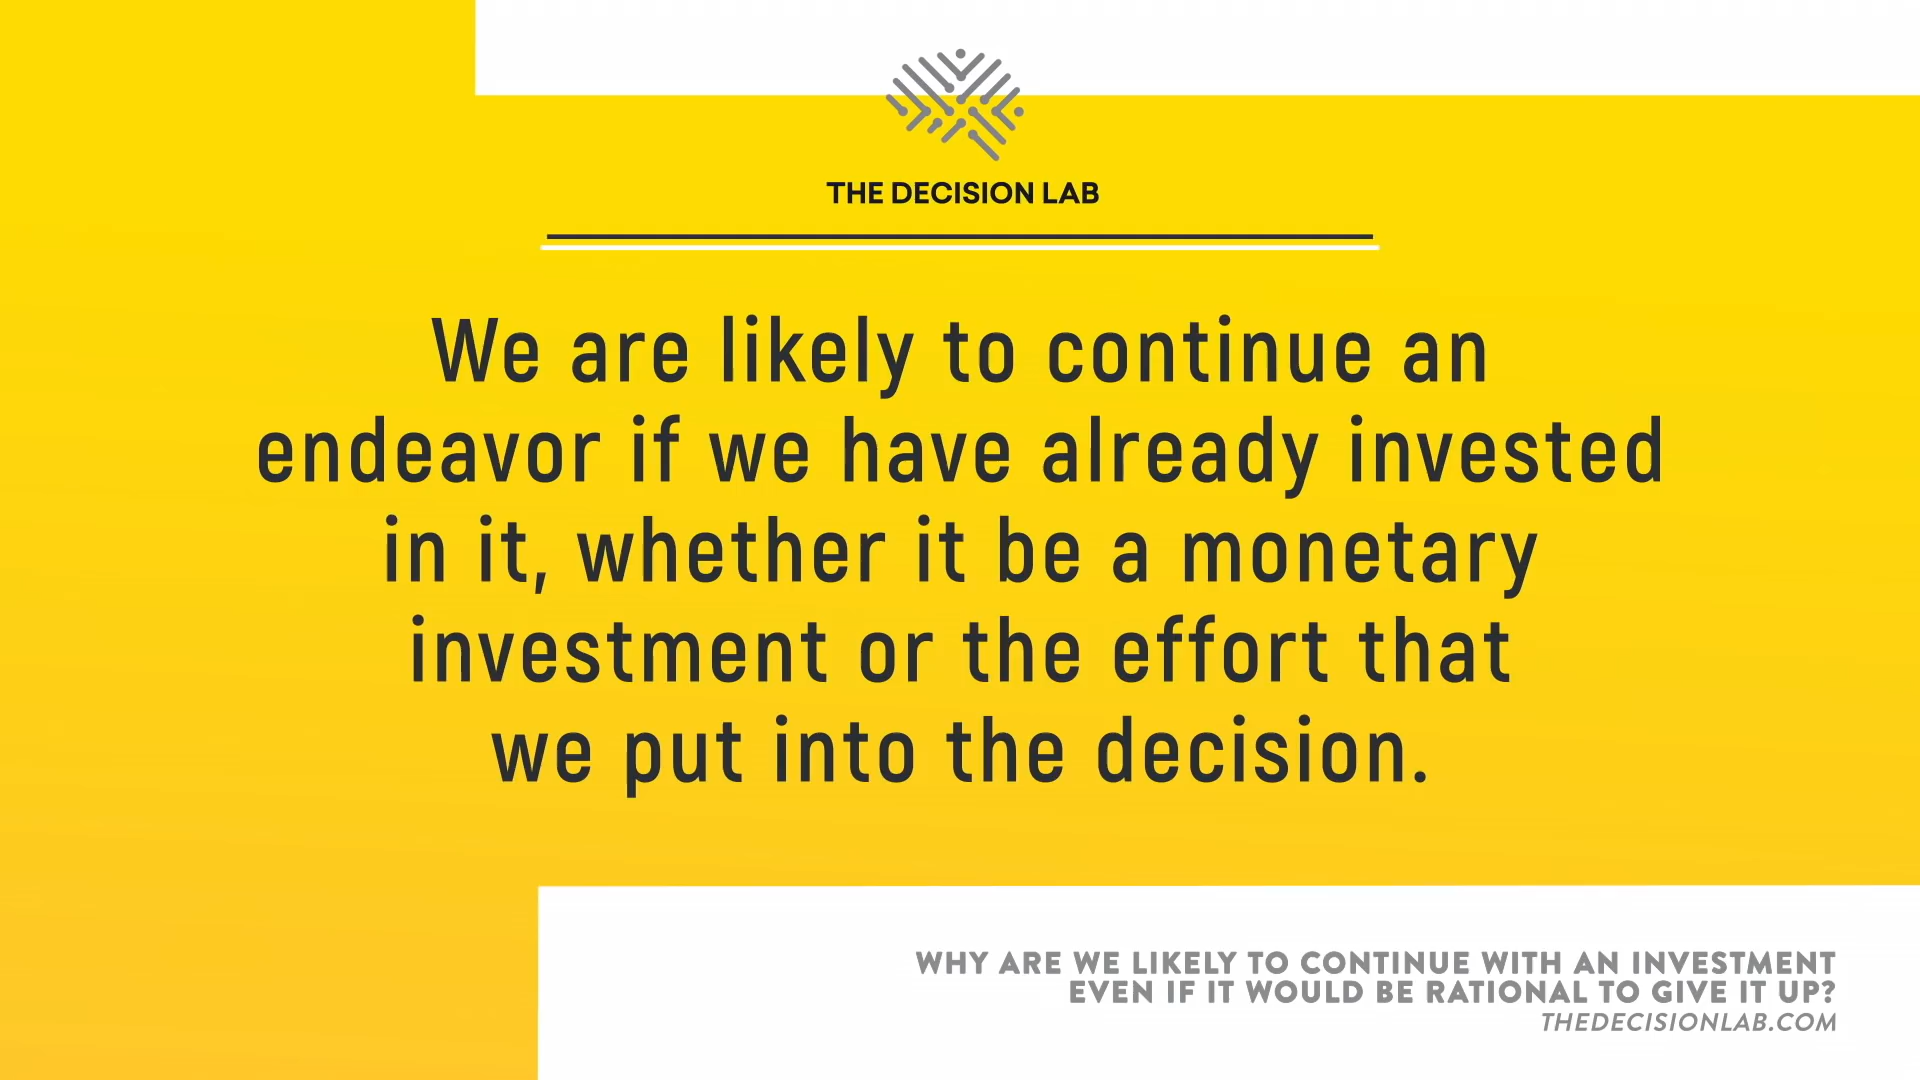 THE DECISION LAB
We are likely to continue an
endeavor if we have already invested
in it, whether it be a monetary
investment or the effort that
we put into the decision.
WHY ARE WE LIKELY TO CONTINUE WITH AN INVESTMENT
EVEN IF IT WOULD BE RATIONAL TO GIVE IT UP?
THEDECISIONLAB.COM